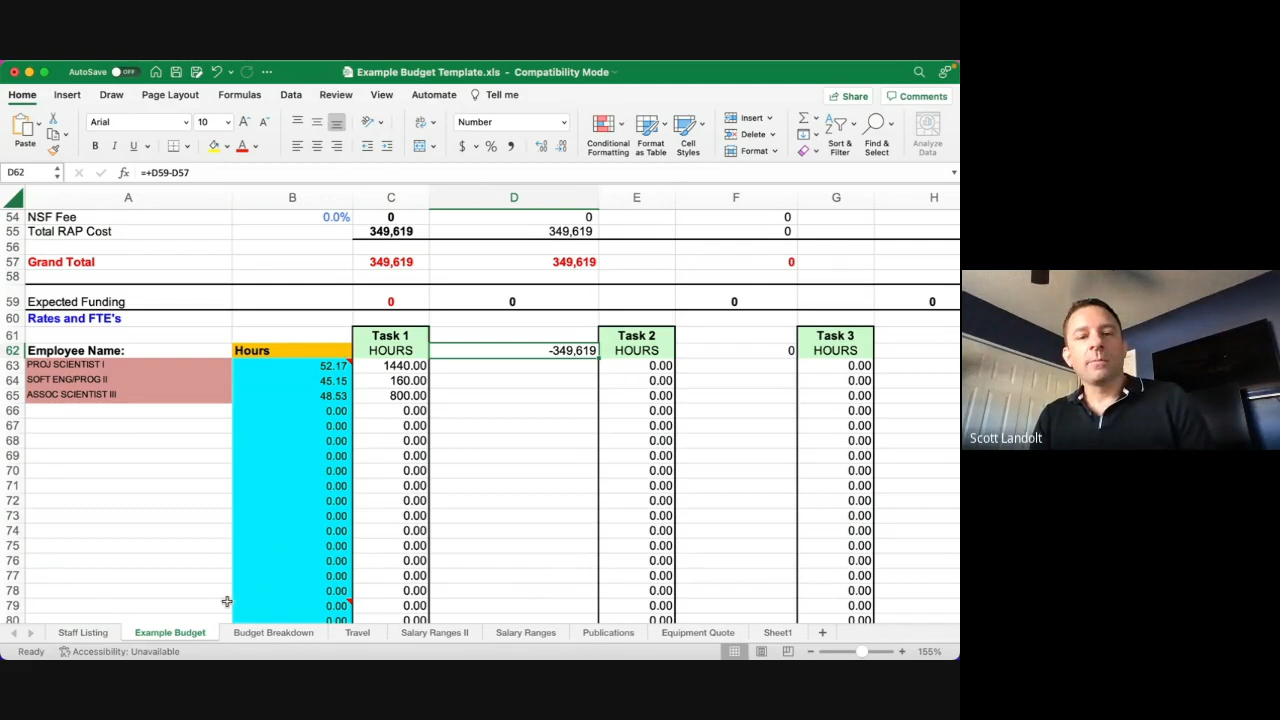 AutoSave OFF Example Budget Template.xls - Compatibility Mode
Home Insert Draw Page Layout Formulas Data Review View Automate Tell me Share Comments
Paste Arial 10 Number Conditional Formatting Format as Table Cell Styles Insert Delete Format Sort & Filter Find & Select Analyze Data
B I U $ %
D62 fx =+D59-D57
A B C D E F G H
54 NSF Fee 0.0% 0 0 0
55 Total RAP Cost 349,619 349,619 0
56
57 Grand Total 349,619 349,619 0
58
59 Expected Funding 0 0 0 0
60 Rates and FTE's
61 Task 1 Task 2 Task 3
62 Employee Name: Hours HOURS -349,619 HOURS 0 HOURS
63 PROJ SCIENTIST I 52.17 1440.00 0.00 0.00
64 SOFT ENG/PROG II 45.15 160.00 0.00 0.00
65 ASSOC SCIENTIST III 48.53 800.00 0.00 0.00
66 0.00 0.00 0.00 0.00
67 0.00 0.00 0.00 0.00
68 0.00 0.00 0.00 0.00
69 0.00 0.00 0.00 0.00
70 0.00 0.00 0.00 0.00
71 0.00 0.00 0.00 0.00
72 0.00 0.00 0.00 0.00
73 0.00 0.00 0.00 0.00
74 0.00 0.00 0.00 0.00
75 0.00 0.00 0.00 0.00
76 0.00 0.00 0.00 0.00
77 0.00 0.00 0.00 0.00
78 0.00 0.00 0.00 0.00
79 0.00 0.00 0.00 0.00
80 0.00 0.00 0.00 0.00
Staff Listing Example Budget Budget Breakdown Travel Salary Ranges II Salary Ranges Publications Equipment Quote Sheet1
Ready Accessibility: Unavailable 155%
Scott Landolt